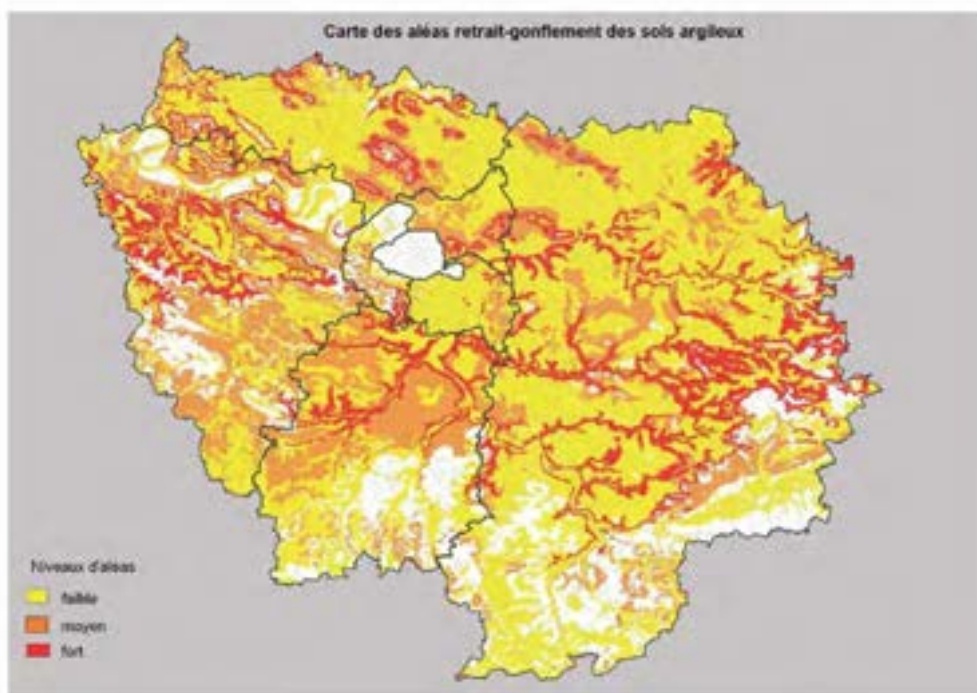 Carte des aléas retrait-gonflement des sols argileux
Niveaux d'aléas
faible
moyen
fort